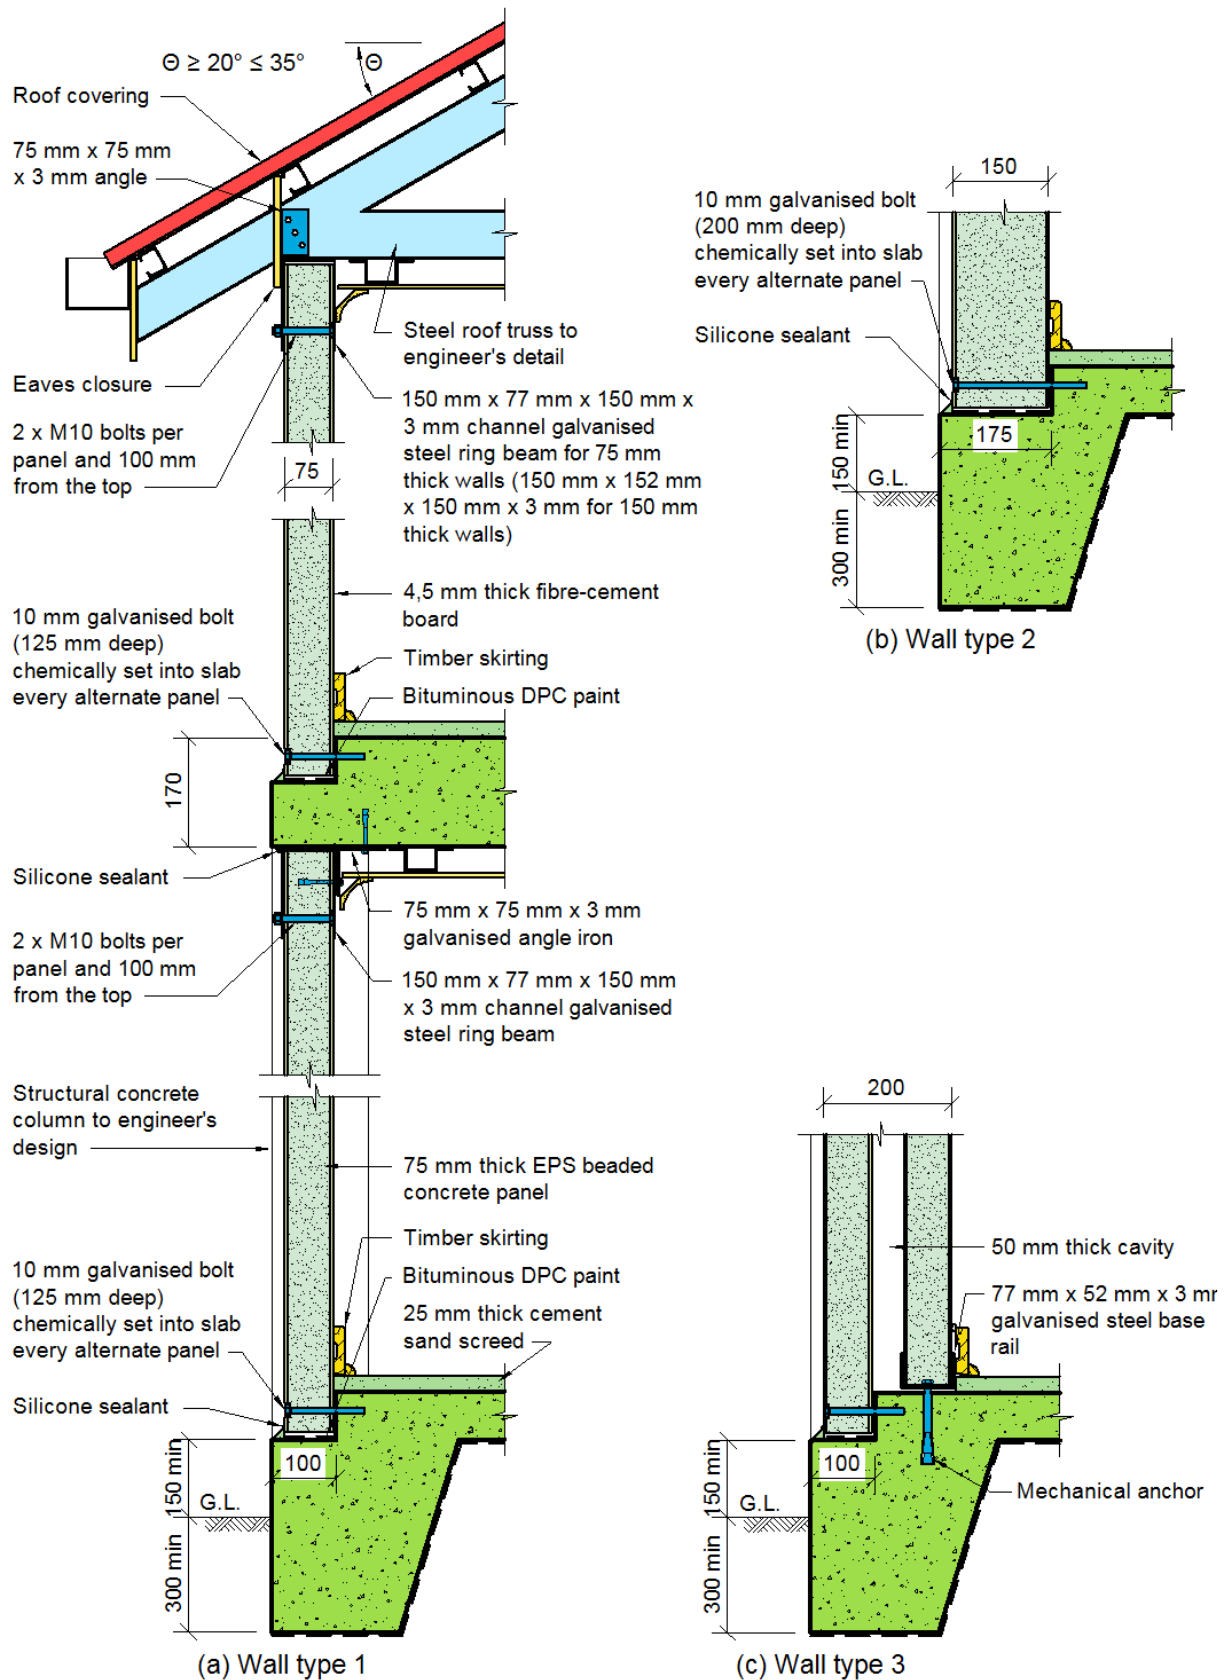 Θ ≥ 20° ≤ 35°
Θ
Roof covering
75 mm x 75 mm
x 3 mm angle
Eaves closure
2 x M10 bolts per
panel and 100 mm
from the top
Steel roof truss to
engineer's detail
150 mm x 77 mm x 150 mm x
3 mm channel galvanised
steel ring beam for 75 mm
thick walls (150 mm x 152 mm
x 150 mm x 3 mm for 150 mm
thick walls)
75
4,5 mm thick fibre-cement
board
10 mm galvanised bolt
(125 mm deep)
chemically set into slab
every alternate panel
Timber skirting
Bituminous DPC paint
170
Silicone sealant
2 x M10 bolts per
panel and 100 mm
from the top
75 mm x 75 mm x 3 mm
galvanised angle iron
150 mm x 77 mm x 150 mm
x 3 mm channel galvanised
steel ring beam
Structural concrete
column to engineer's
design
75 mm thick EPS beaded
concrete panel
Timber skirting
Bituminous DPC paint
25 mm thick cement
sand screed
10 mm galvanised bolt
(125 mm deep)
chemically set into slab
every alternate panel
Silicone sealant
100
150 min
G.L.
300 min
(a) Wall type 1
150
10 mm galvanised bolt
(200 mm deep)
chemically set into slab
every alternate panel
Silicone sealant
175
150 min
G.L.
300 min
(b) Wall type 2
200
50 mm thick cavity
77 mm x 52 mm x 3 m
galvanised steel base
rail
100
150 min
G.L.
300 min
Mechanical anchor
(c) Wall type 3